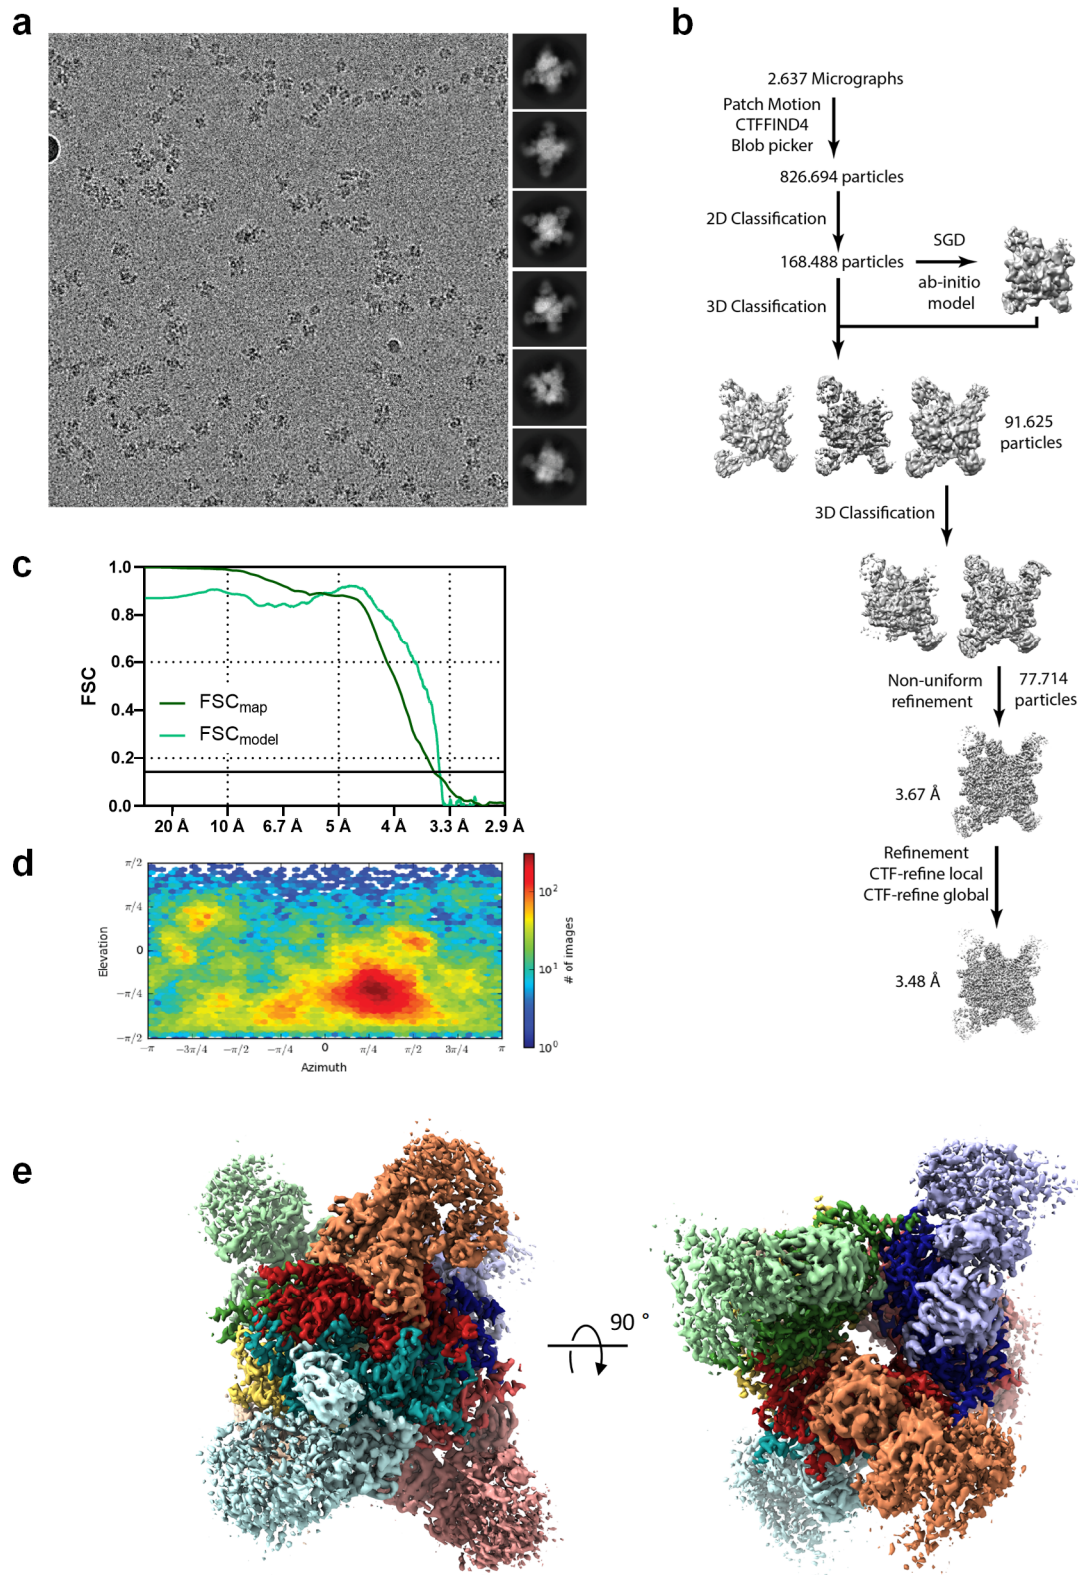 a
b
2.637 Micrographs
Patch Motion
CTFFIND4
Blob picker
826.694 particles
2D Classification
168.488 particles
SGD
ab-initio
model
3D Classification
91.625
particles
3D Classification
Non-uniform
refinement
77.714
particles
3.67 Å
Refinement
CTF-refine local
CTF-refine global
3.48 Å
c
FSC
1.0
0.8
0.6
0.4
0.2
0.0
FSCmap
FSCmodel
20 Å 10 Å 6.7 Å 5 Å 4 Å 3.3 Å 2.9 Å
d
Elevation
π/2
π/4
0
−π/4
−π/2
−π −3π/4 −π/2 −π/4 0 π/4 π/2 3π/4 π
Azimuth
10²
10¹
10⁰
# of images
e
90 °